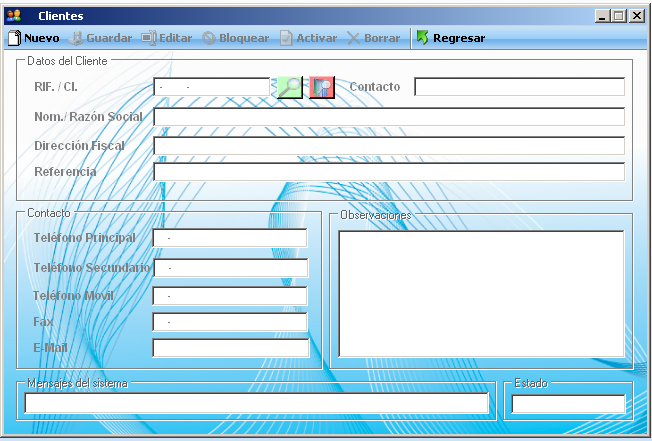 Clientes
Nuevo Guardar Editar Bloquear Activar Borrar Regresar
Datos del Cliente
RIF. / CI. - - Contacto
Nom./ Razón Social
Dirección Fiscal
Referencia
Contacto
Teléfono Principal -
Teléfono Secundario -
Teléfono Movil -
Fax -
E-Mail
Observaciones
Mensajes del sistema
Estado